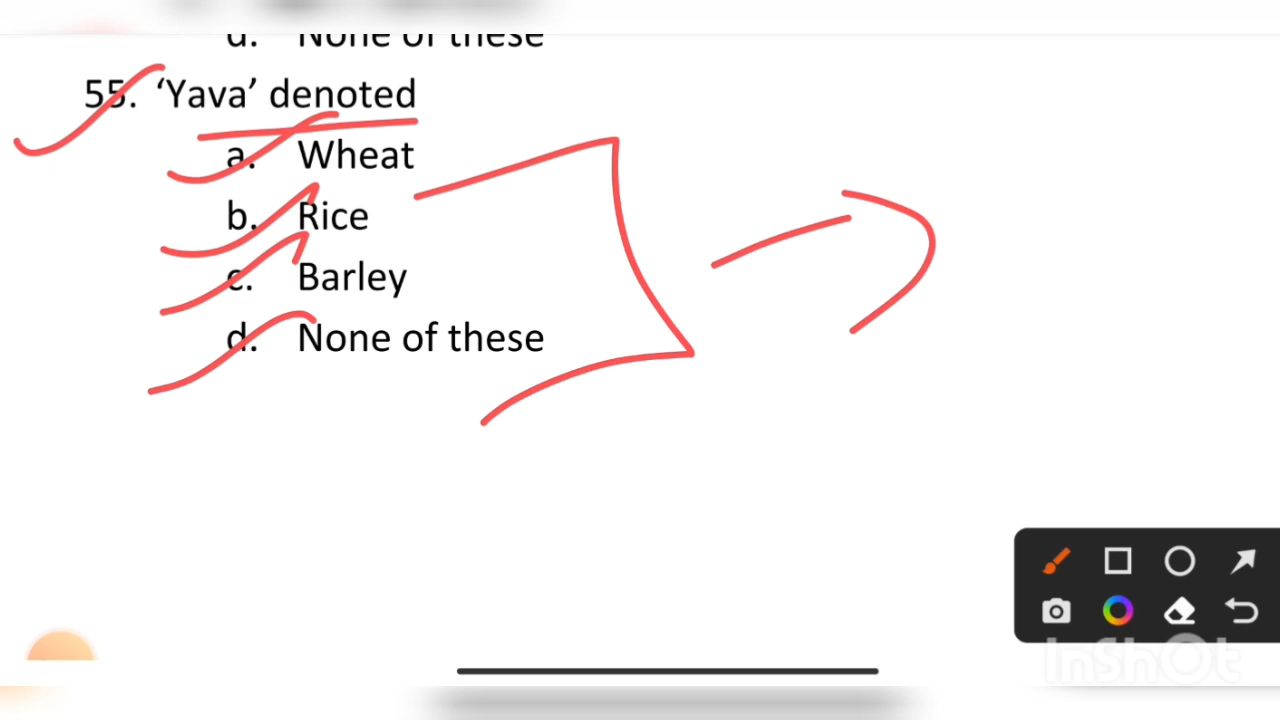 d. None of these
55. ‘Yava’ denoted
a. Wheat
b. Rice
c. Barley
d. None of these
InShOt